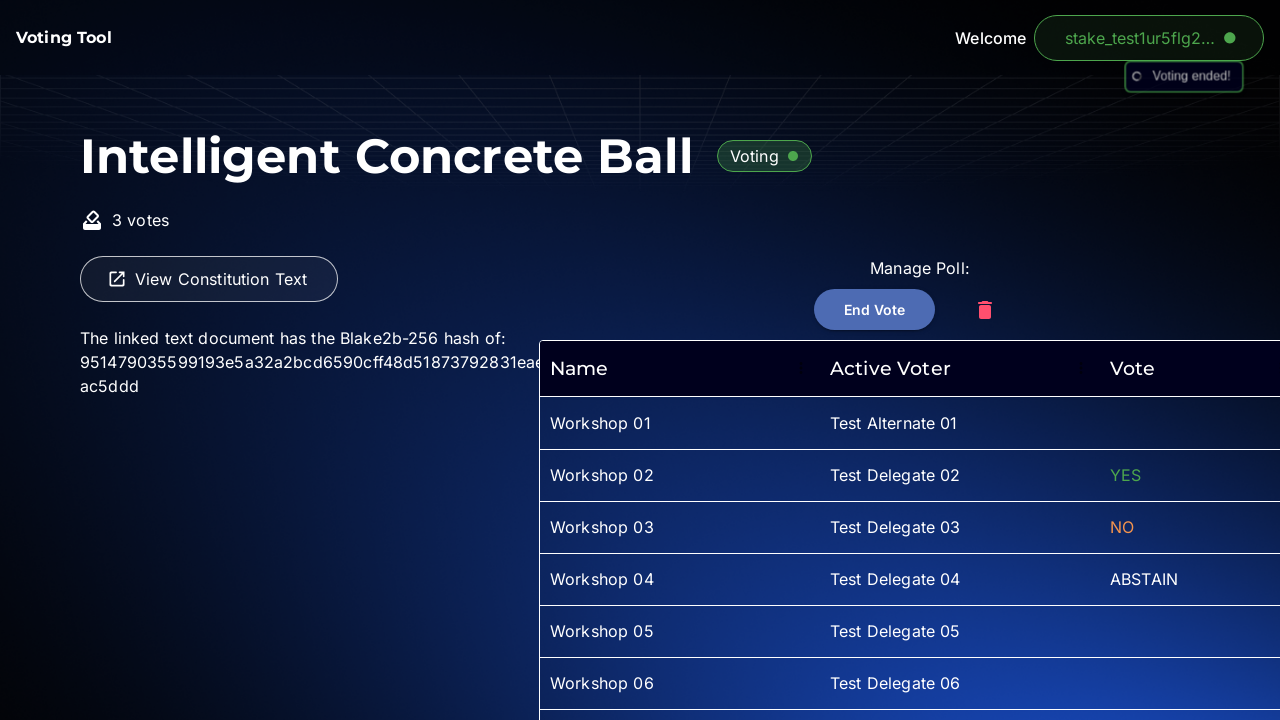 Voting Tool
Welcome
stake_test1ur5flg2...
Voting ended!
Intelligent Concrete Ball
Voting
3 votes
View Constitution Text
Manage Poll:
End Vote
The linked text document has the Blake2b-256 hash of:
951479035599193e5a32a2bcd6590cff48d51873792831eae
ac5ddd
Name Active Voter Vote
Workshop 01 Test Alternate 01
Workshop 02 Test Delegate 02 YES
Workshop 03 Test Delegate 03 NO
Workshop 04 Test Delegate 04 ABSTAIN
Workshop 05 Test Delegate 05
Workshop 06 Test Delegate 06